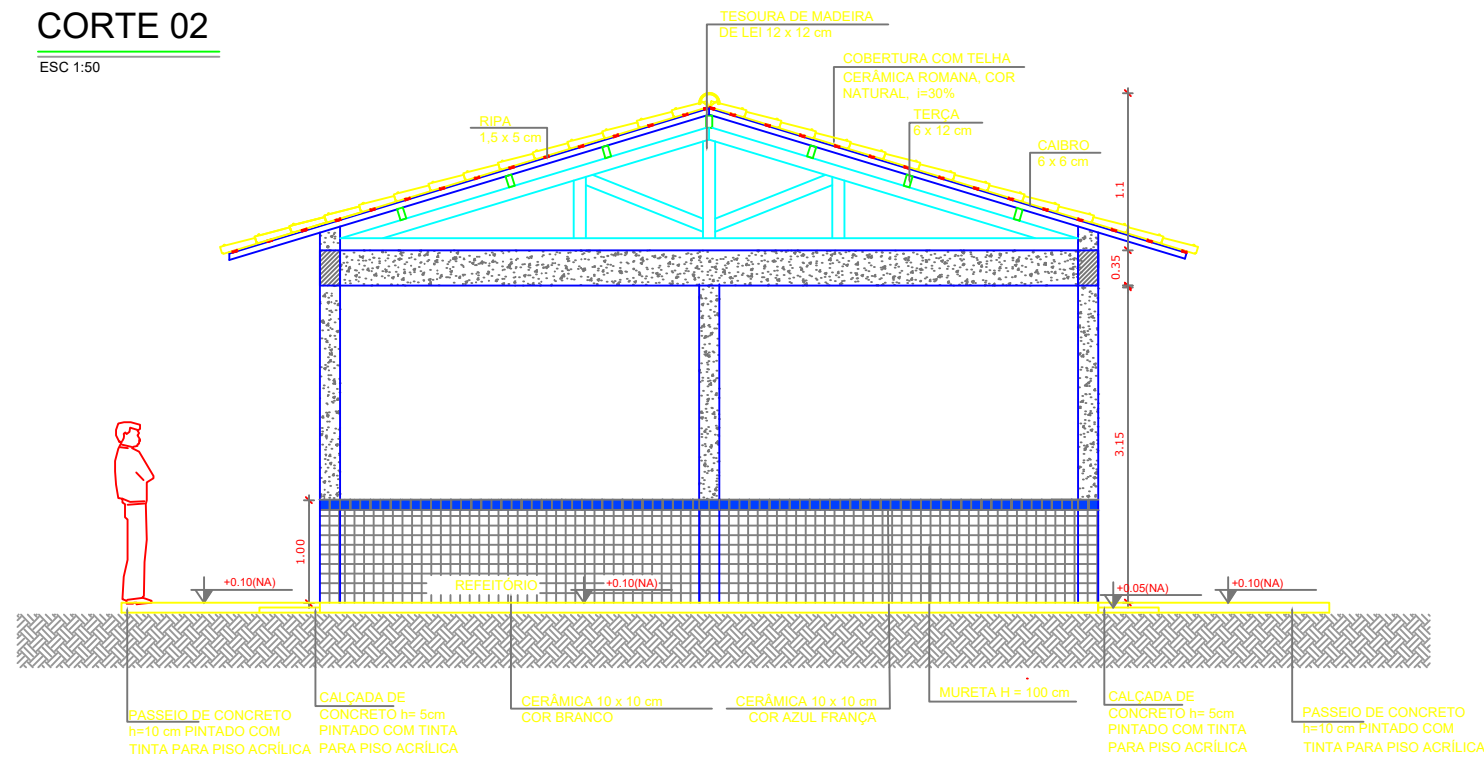 CORTE 02
ESC 1:50
TESOURA DE MADEIRA
DE LEI 12 x 12 cm
COBERTURA COM TELHA
CERÂMICA ROMANA, COR
NATURAL, i=30%
RIPA
1,5 x 5 cm
TERÇA
6 x 12 cm
CAIBRO
6 x 6 cm
1.1
0.35
3.15
1.00
+0.10(NA)
REFEITÓRIO
+0.10(NA)
+0.05(NA)
+0.10(NA)
PASSEIO DE CONCRETO
h=10 cm PINTADO COM
TINTA PARA PISO ACRÍLICA
CALÇADA DE
CONCRETO h= 5cm
PINTADO COM TINTA
PARA PISO ACRÍLICA
CERÂMICA 10 x 10 cm
COR BRANCO
CERÂMICA 10 x 10 cm
COR AZUL FRANÇA
MURETA H = 100 cm
CALÇADA DE
CONCRETO h= 5cm
PINTADO COM TINTA
PARA PISO ACRÍLICA
PASSEIO DE CONCRETO
h=10 cm PINTADO COM
TINTA PARA PISO ACRÍLICA